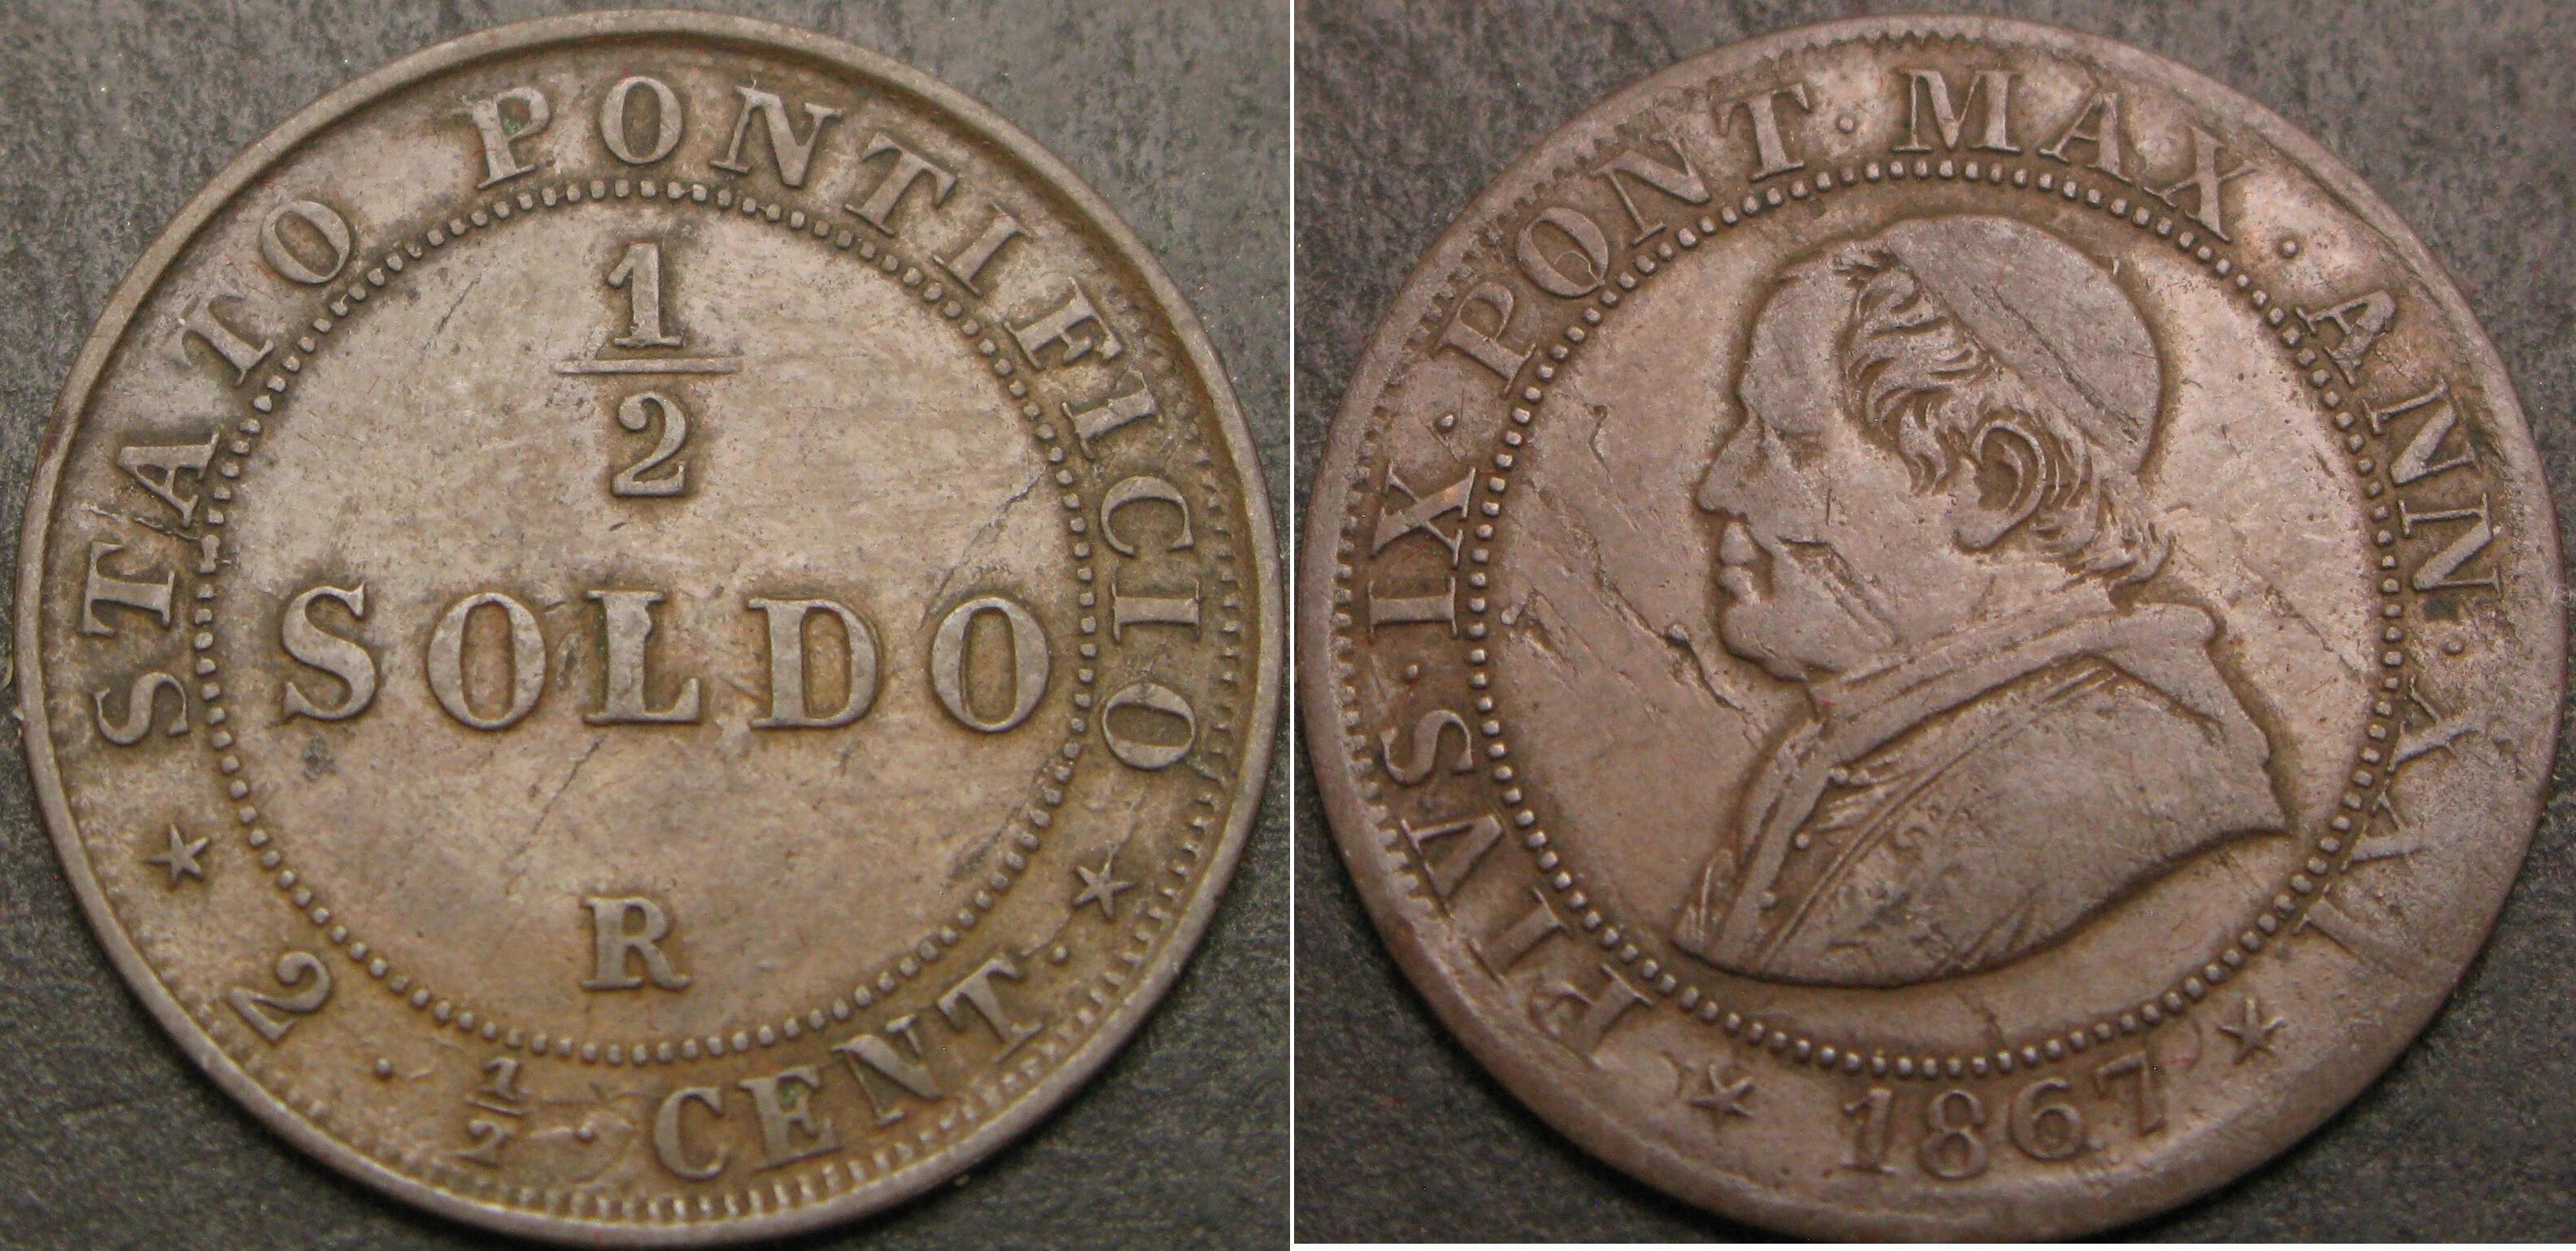 STATO PONTIFICIO
1/2
SOLDO
R
2 · 1/2 · CENT.
PIVS · IX · PONT · MAX · ANN · XXI
1867